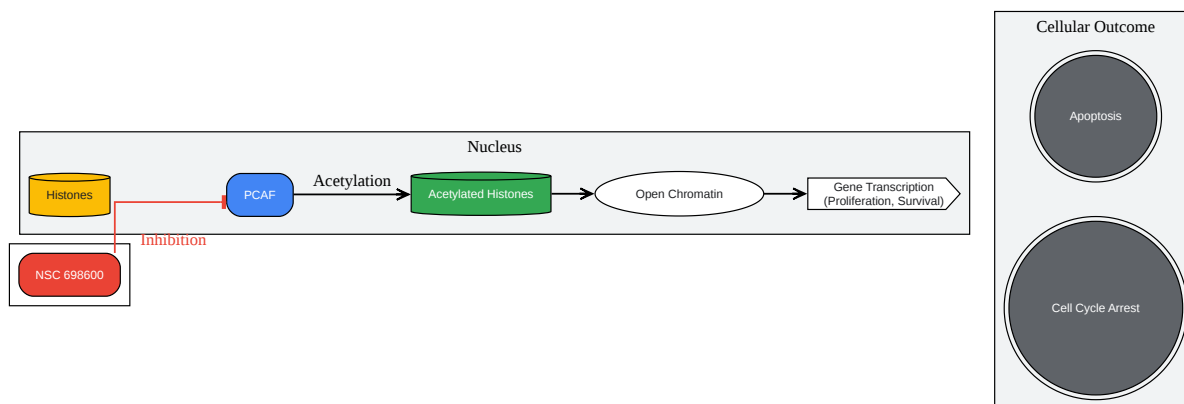 Cellular Outcome
Apoptosis
Nucleus
Histones
PCAF
Acetylation
Acetylated Histones
Open Chromatin
Gene Transcription
(Proliferation, Survival)
Inhibition
NSC 698600
Cell Cycle Arrest